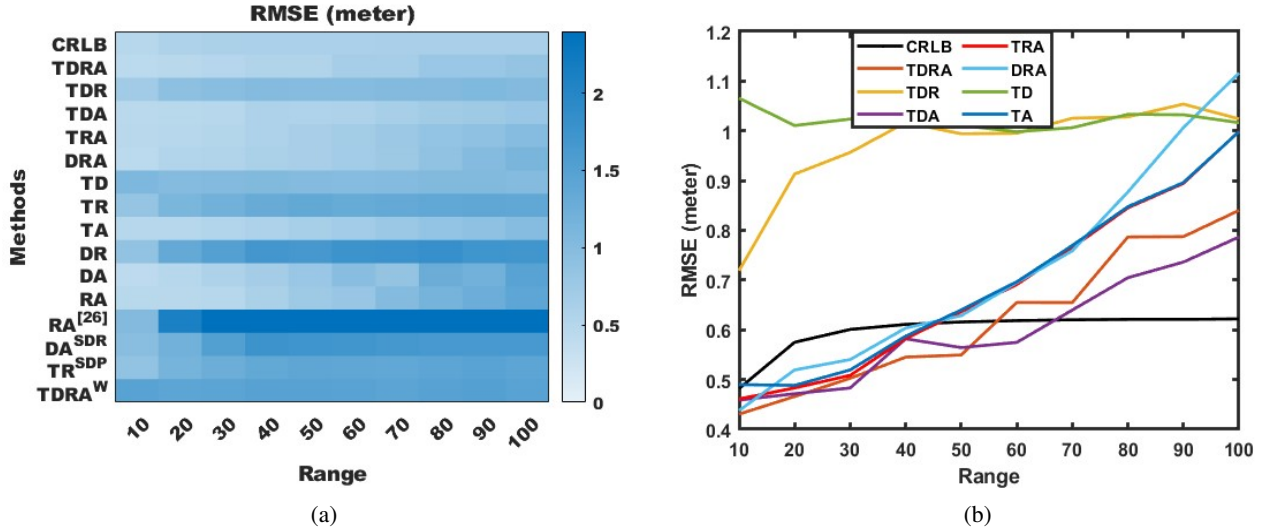 RMSE (meter)
CRLB
TDRA
TDR
TDA
TRA
DRA
TD
TR
TA
DR
DA
RA
RA[26]
DASDR
TRSDP
TDRAW
Methods
10 20 30 40 50 60 70 80 90 100
Range
2
1.5
1
0.5
0
(a)
1.2
1.1
1
0.9
0.8
0.7
0.6
0.5
0.4
RMSE (meter)
CRLB TRA
TDRA DRA
TDR TD
TDA TA
10 20 30 40 50 60 70 80 90 100
Range
(b)